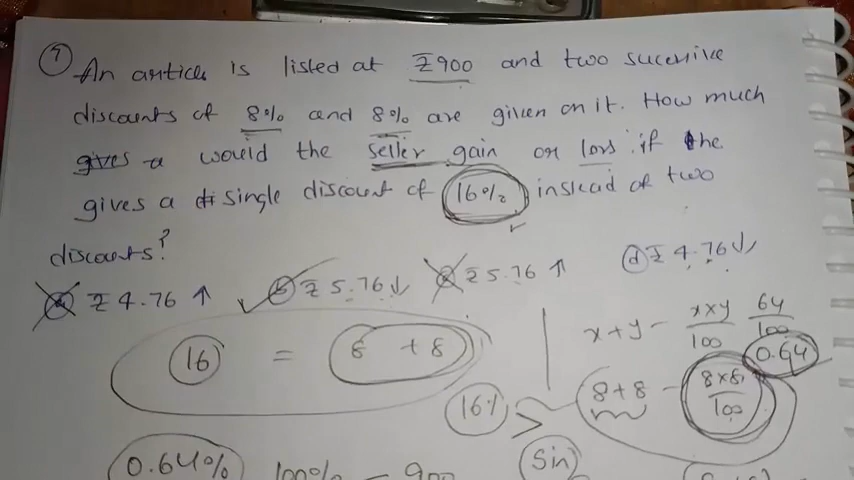 7 An article is listed at ₹900 and two sucessive
discounts of 8% and 8% are given on it. How much
gives a would the seller gain or loss if the
gives a di single discount of 16% instead of two
discounts?
a ₹4.76 ↑ b ₹5.76 ↓ c ₹5.76 ↑ d ₹4.76 ↓
16 = 8 + 8
x+y - x×y/100 64/100
0.64
16% > 8+8 - 8×8/100
0.64% 100% - 900 Sin